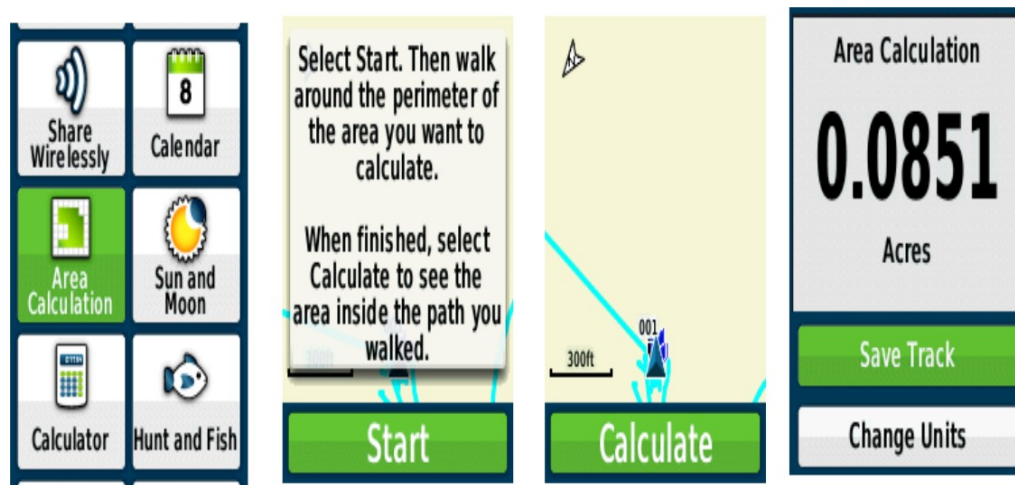 8
Share
Wirelessly
Calendar
Area
Calculation
Sun and
Moon
Calculator
Hunt and Fish
Select Start. Then walk
around the perimeter of
the area you want to
calculate.
When finished, select
Calculate to see the
area inside the path you
walked.
300ft
Start
001
300ft
Calculate
Area Calculation
0.0851
Acres
Save Track
Change Units